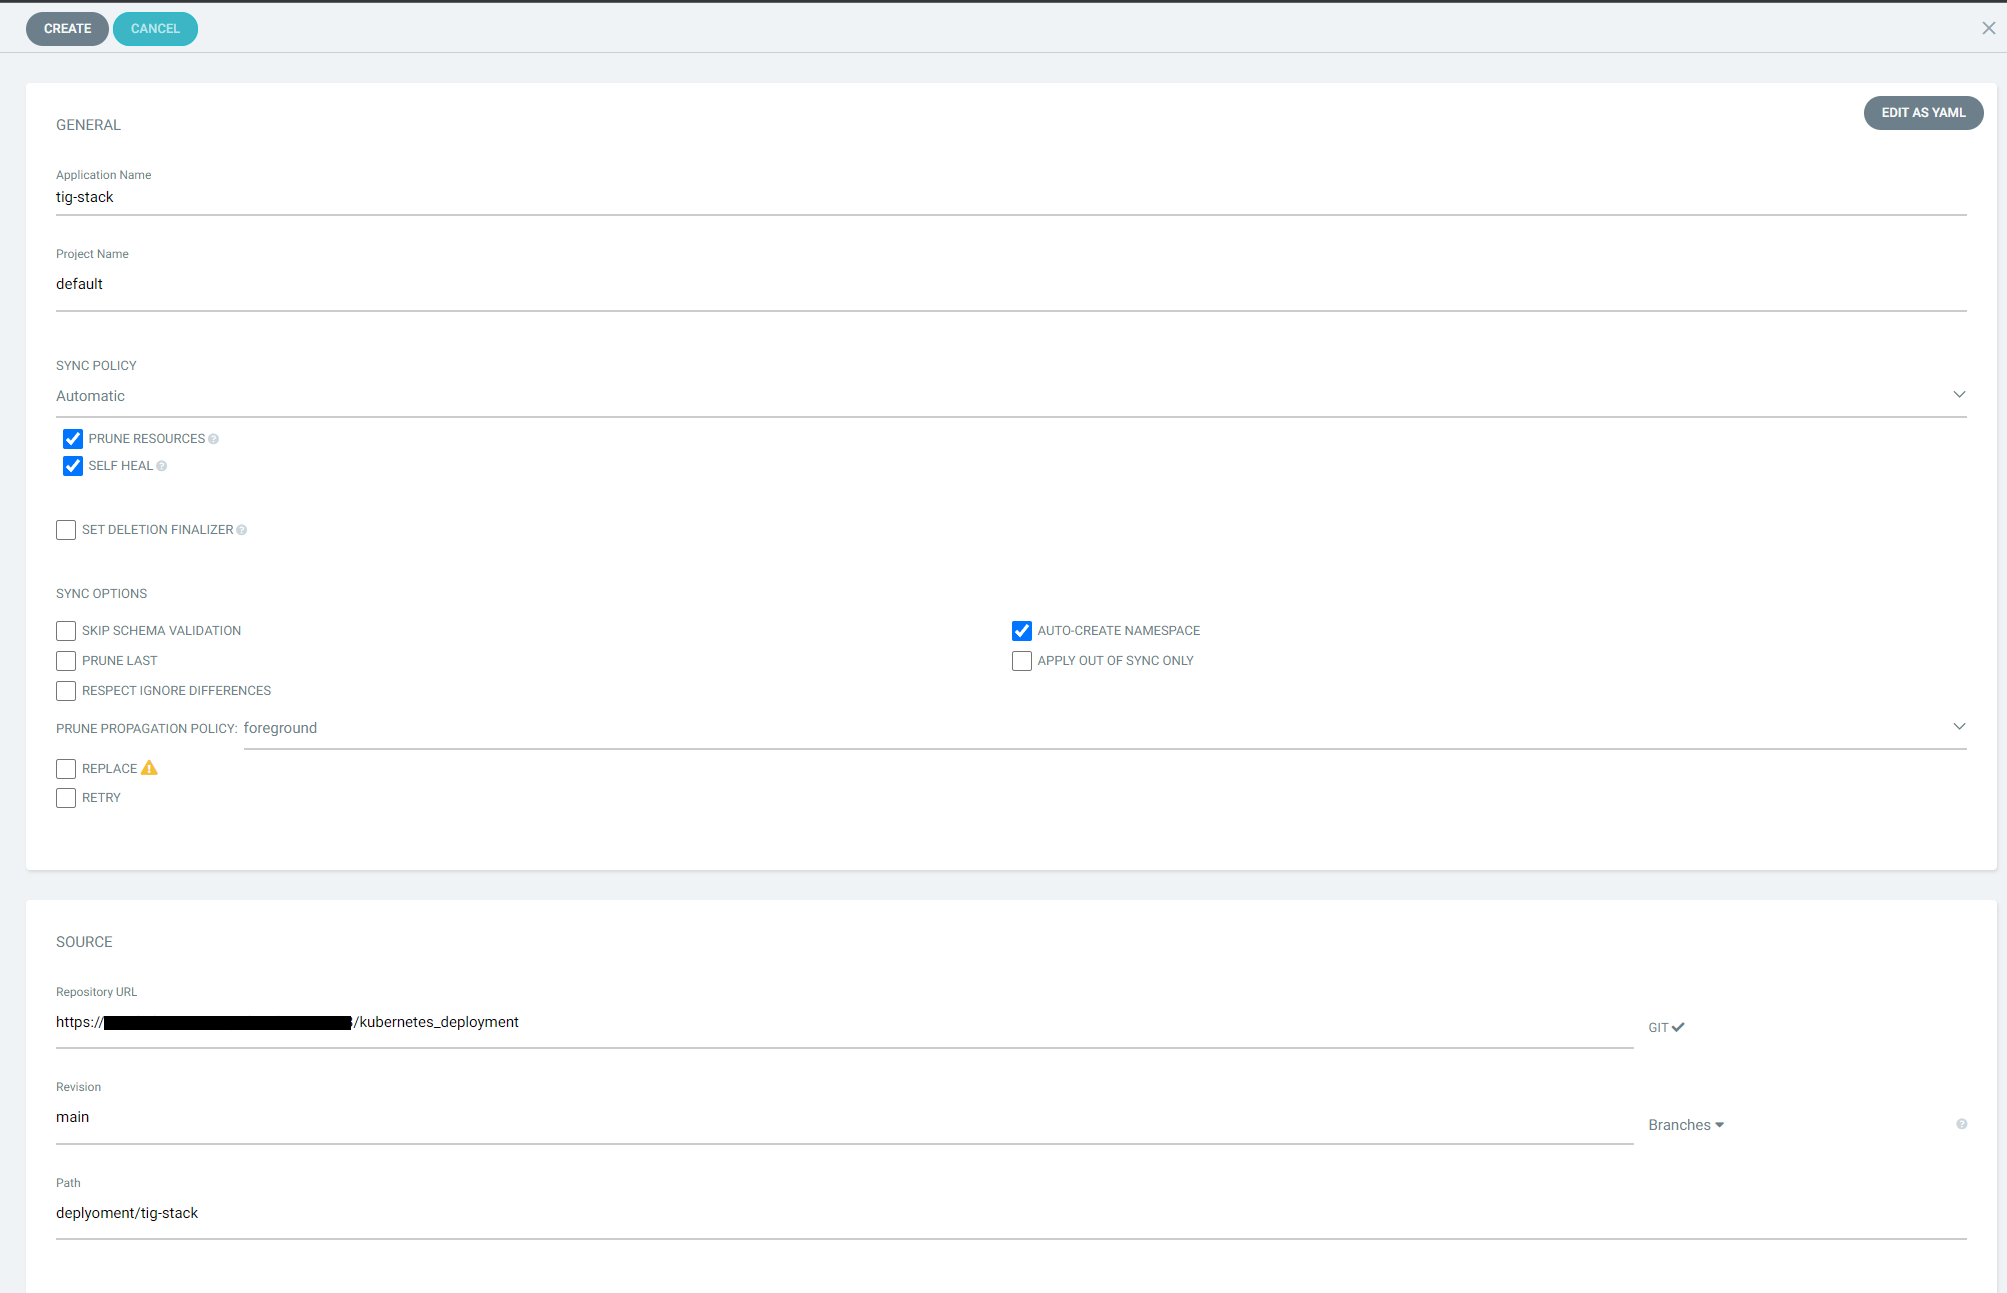 CREATE CANCEL
GENERAL
EDIT AS YAML
Application Name
tig-stack
Project Name
default
SYNC POLICY
Automatic
PRUNE RESOURCES ?
SELF HEAL ?
SET DELETION FINALIZER ?
SYNC OPTIONS
SKIP SCHEMA VALIDATION
AUTO-CREATE NAMESPACE
PRUNE LAST
APPLY OUT OF SYNC ONLY
RESPECT IGNORE DIFFERENCES
PRUNE PROPAGATION POLICY: foreground
REPLACE
RETRY
SOURCE
Repository URL
https:///kubernetes_deployment
GIT
Revision
main
Branches ?
Path
deplyoment/tig-stack